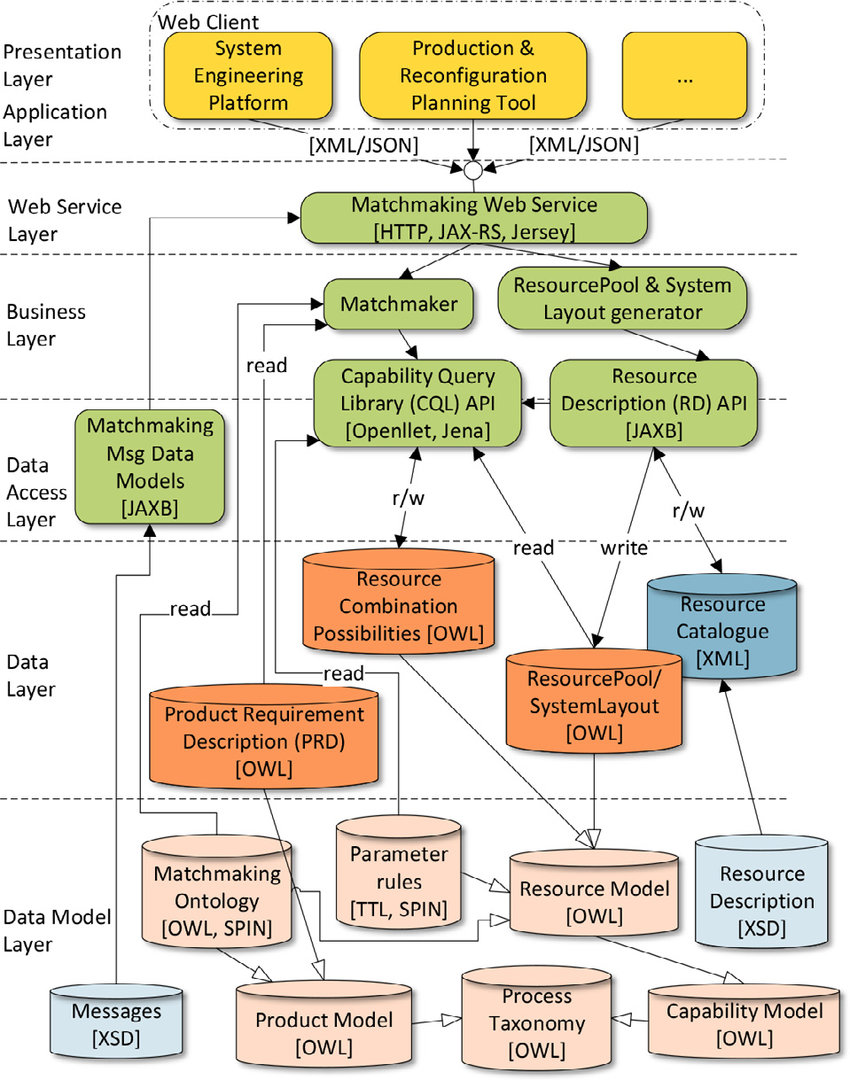 Web Client
Presentation
Layer
System
Engineering
Platform
Production &
Reconfiguration
Planning Tool
...
Application
Layer
[XML/JSON]
[XML/JSON]
Web Service
Layer
Matchmaking Web Service
[HTTP, JAX-RS, Jersey]
Business
Layer
Matchmaker
ResourcePool & System
Layout generator
read
Capability Query
Library (CQL) API
[Openllet, Jena]
Resource
Description (RD) API
[JAXB]
Data
Access
Layer
Matchmaking
Msg Data
Models
[JAXB]
r/w
read
write
r/w
Data
Layer
read
Resource
Combination
Possibilities [OWL]
Resource
Catalogue
[XML]
read
ResourcePool/
SystemLayout
[OWL]
Product Requirement
Description (PRD)
[OWL]
Data Model
Layer
Matchmaking
Ontology
[OWL, SPIN]
Parameter
rules
[TTL, SPIN]
Resource Model
[OWL]
Resource
Description
[XSD]
Messages
[XSD]
Product Model
[OWL]
Process
Taxonomy
[OWL]
Capability Model
[OWL]